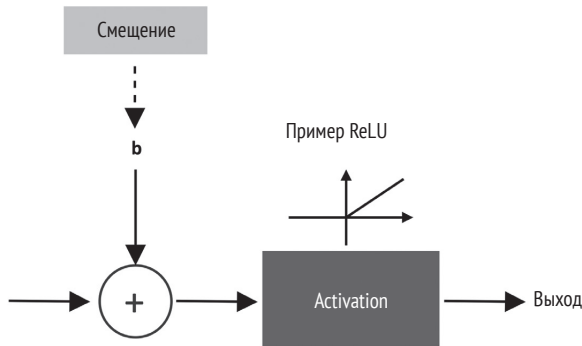 Смещение
b
Пример ReLU
+
Activation
Выход